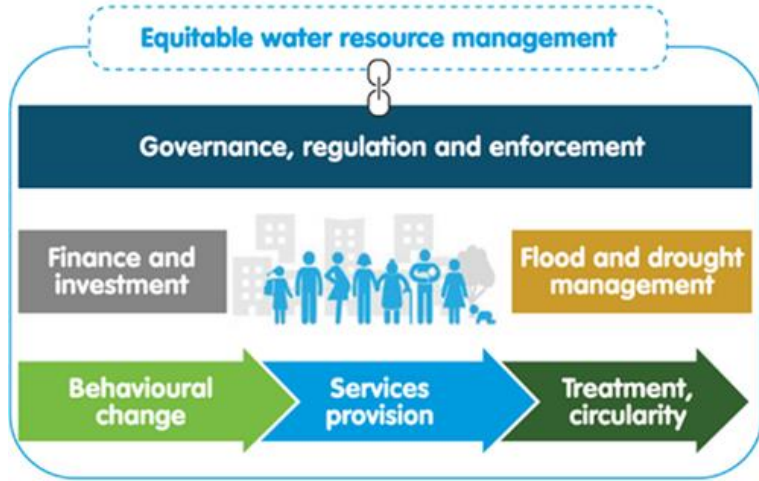 Equitable water resource management
Governance, regulation and enforcement
Finance and
investment
Flood and drought
management
Behavioural
change
Services
provision
Treatment,
circularity